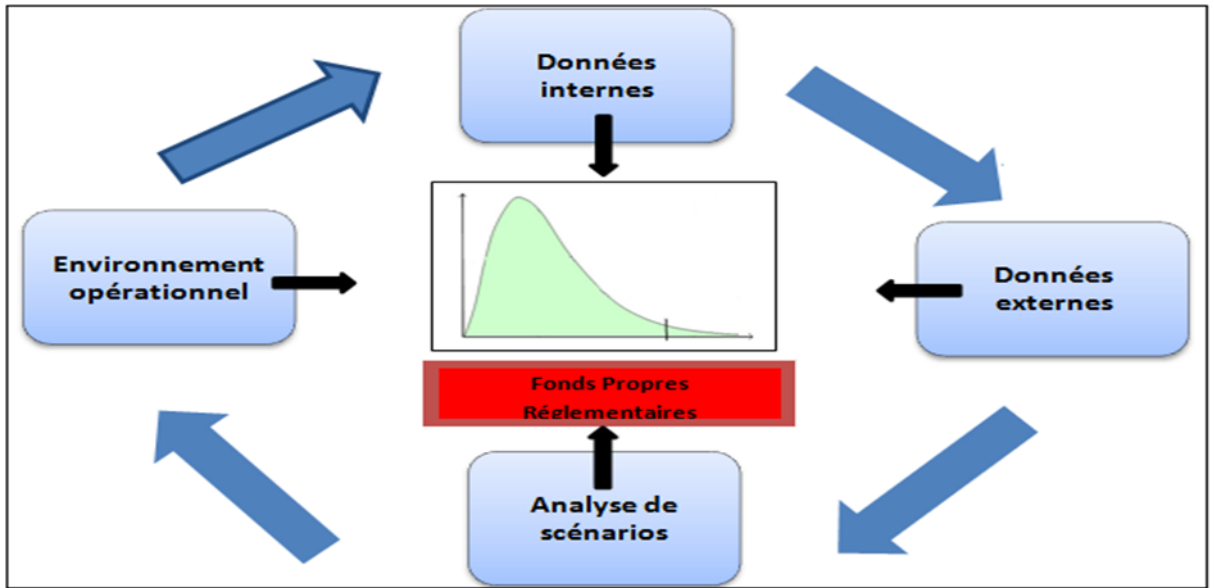 Données
internes
Environnement
opérationnel
Données
externes
Fonds Propres
Réglementaires
Analyse de
scénarios